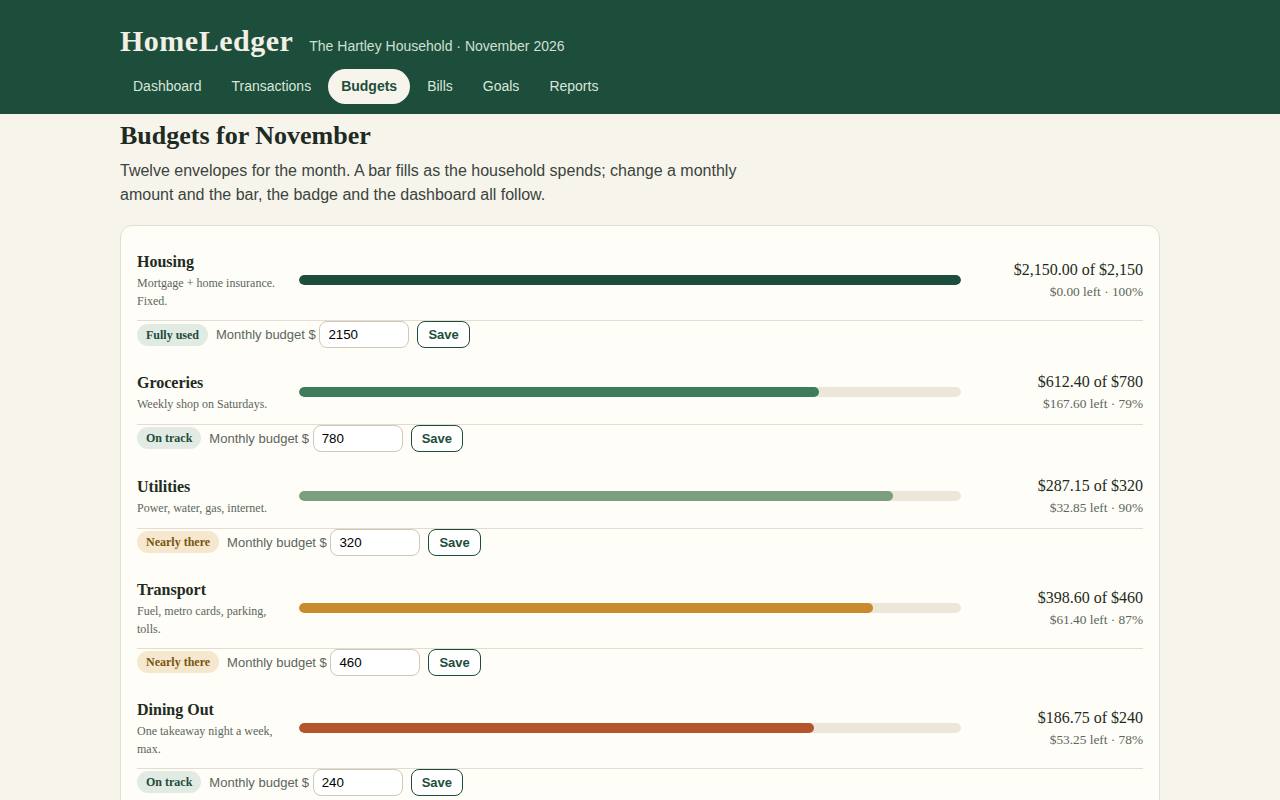 HomeLedger The Hartley Household · November 2026
Dashboard Transactions Budgets Bills Goals Reports
Budgets for November
Twelve envelopes for the month. A bar fills as the household spends; change a monthly
amount and the bar, the badge and the dashboard all follow.
Housing
Mortgage + home insurance.
Fixed.
$2,150.00 of $2,150
$0.00 left · 100%
Fully used Monthly budget $ 2150 Save
Groceries
Weekly shop on Saturdays.
$612.40 of $780
$167.60 left · 79%
On track Monthly budget $ 780 Save
Utilities
Power, water, gas, internet.
$287.15 of $320
$32.85 left · 90%
Nearly there Monthly budget $ 320 Save
Transport
Fuel, metro cards, parking,
tolls.
$398.60 of $460
$61.40 left · 87%
Nearly there Monthly budget $ 460 Save
Dining Out
One takeaway night a week,
max.
$186.75 of $240
$53.25 left · 78%
On track Monthly budget $ 240 Save